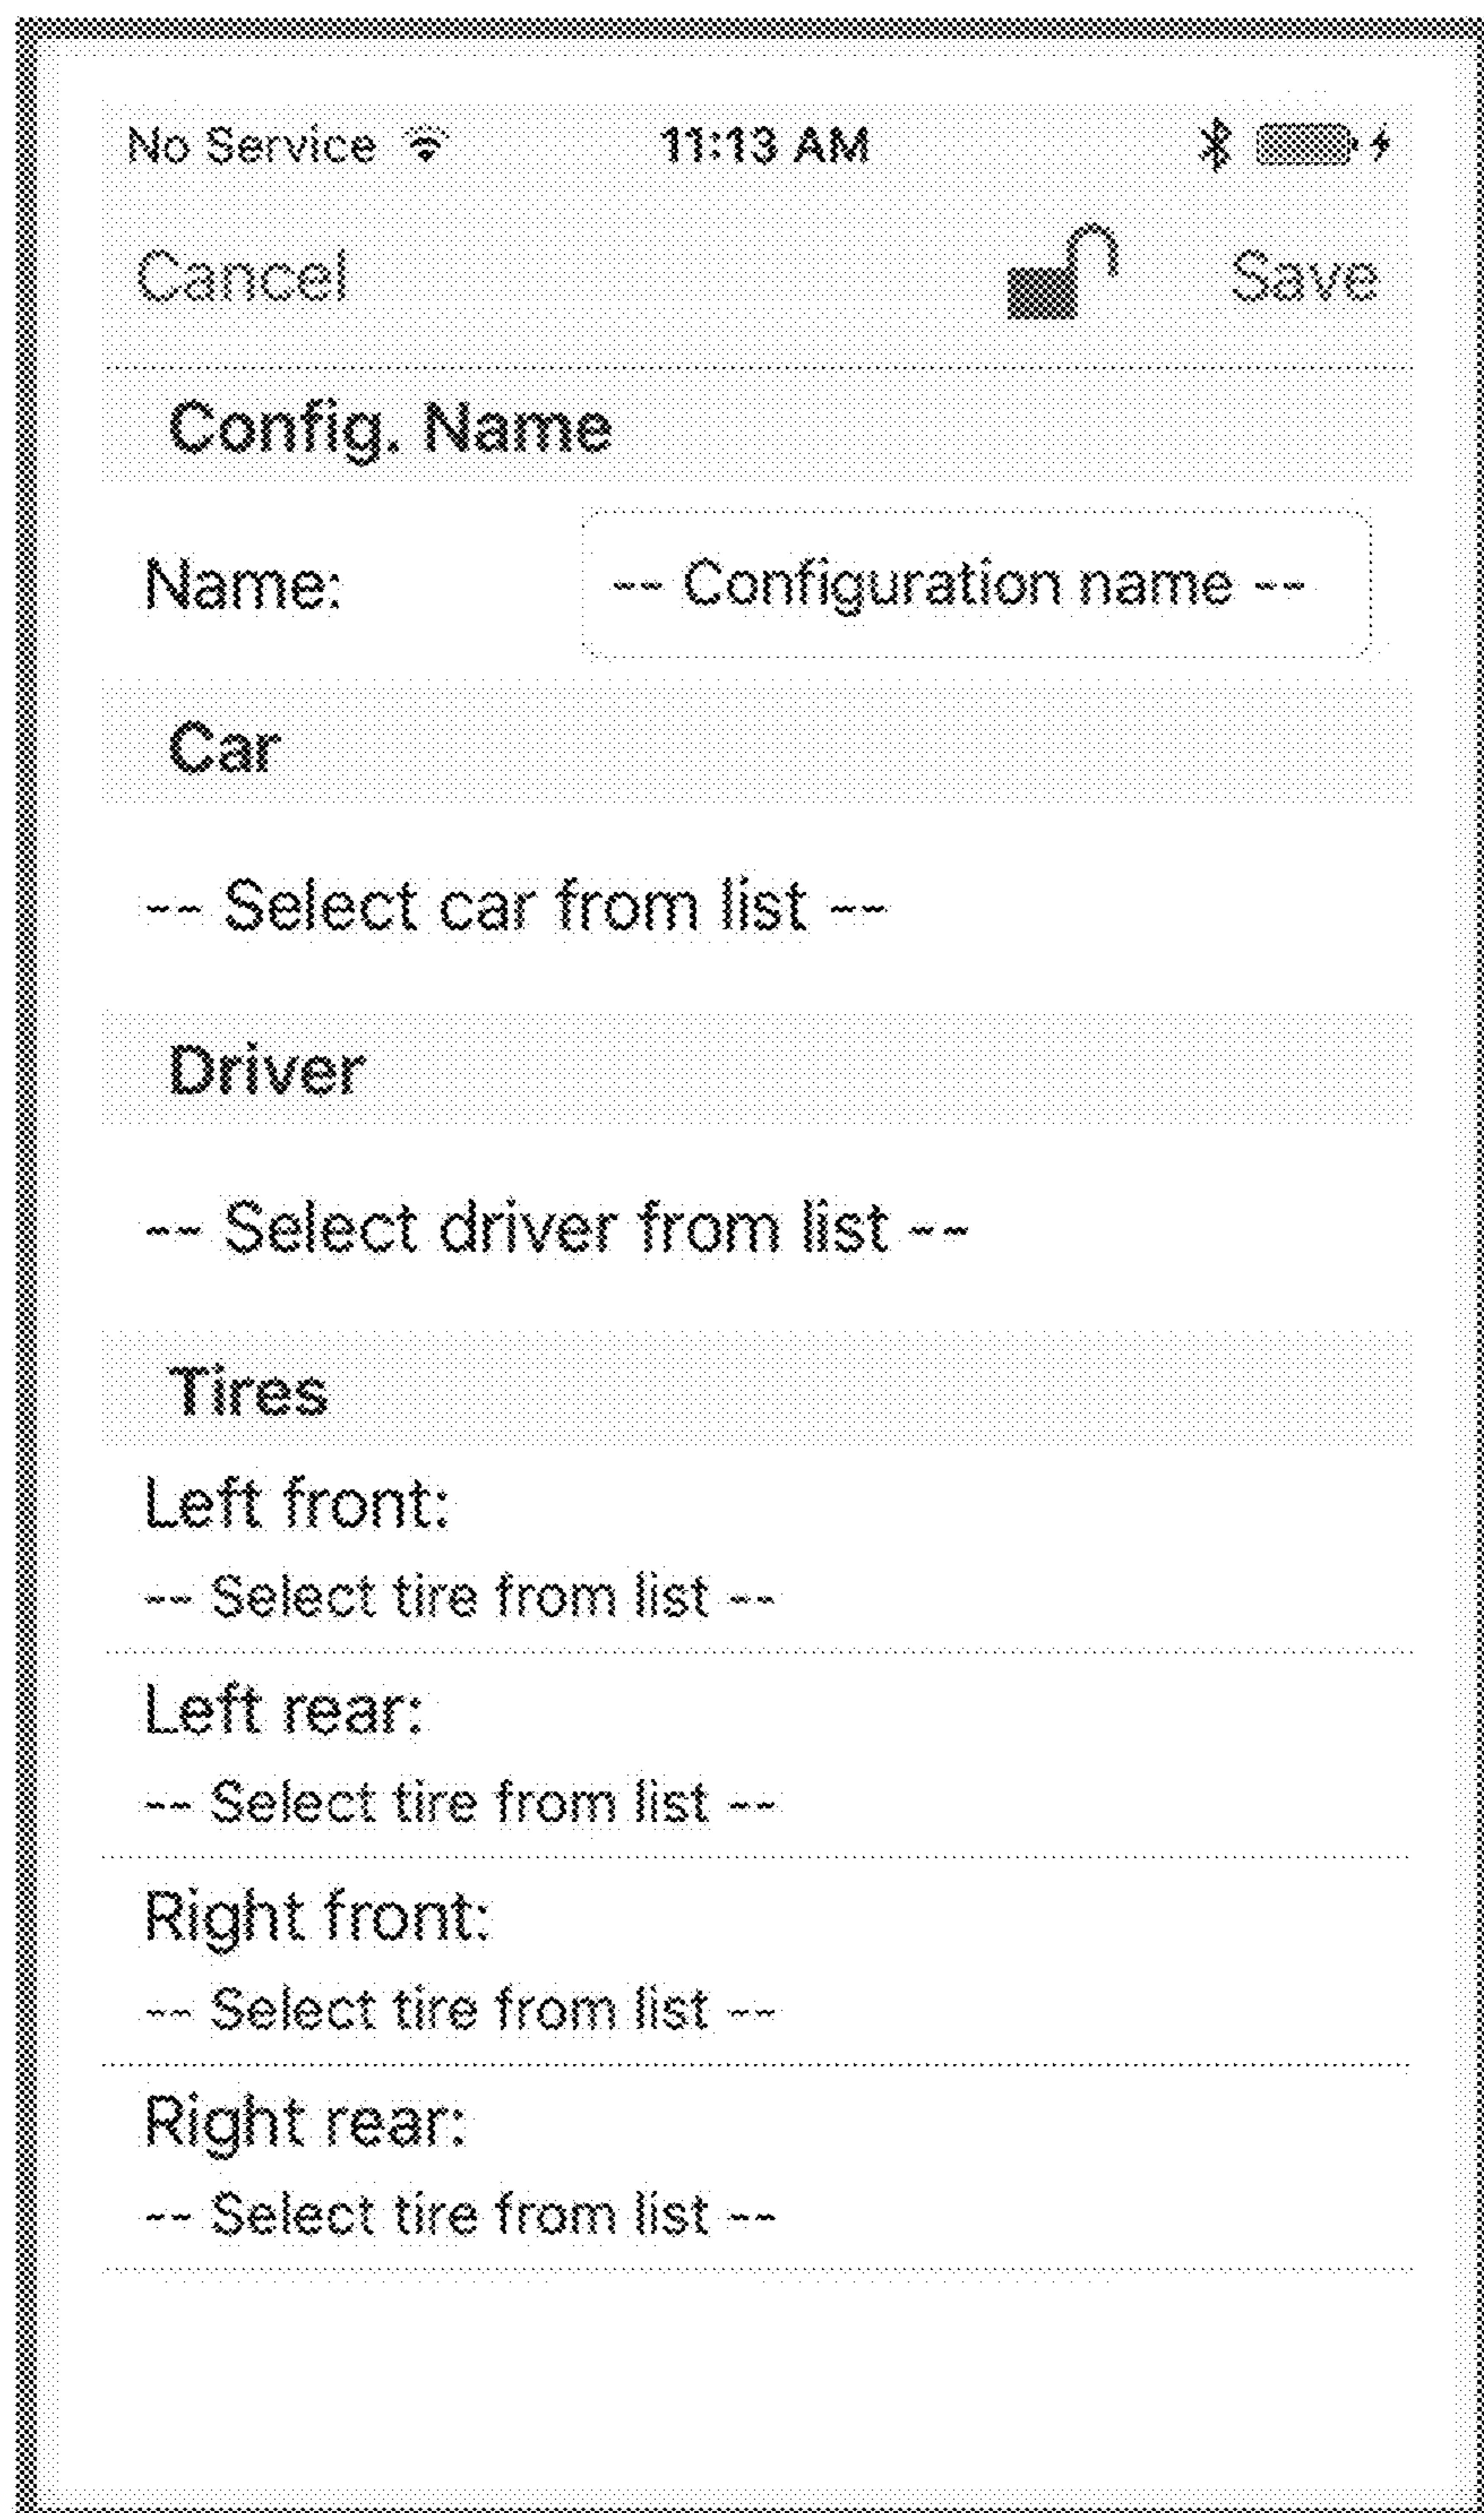 No Service 11:13 AM
Cancel Save
Config. Name
Name: -- Configuration name --
Car
-- Select car from list --
Driver
-- Select driver from list --
Tires
Left front:
-- Select tire from list --
Left rear:
-- Select tire from list --
Right front:
-- Select tire from list --
Right rear:
-- Select tire from list --